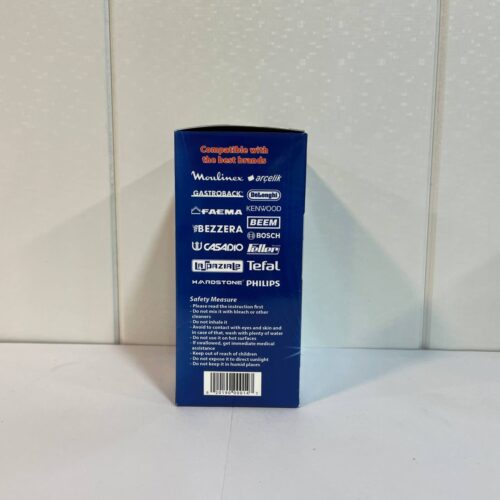 Compatible with
the best brands
Moulinex arçelik
GASTROBACK DeLonghi
FAEMA KENWOOD
BEZZERA BEEM
BOSCH
CASADIO Foller
La SPAZIALE Tefal
HARDSTONE PHILIPS
Safety Measure
- Please read the instruction first
- Do not mix it with bleach or other
cleaners
- Do not inhale it
- Avoid to contact with eyes and skin and
in case of that, wash with plenty of water
- Do not use it on hot surfaces
- If swallowed, get immediate medical
assistance
- Keep out of reach of children
- Do not expose it to direct sunlight
- Do not keep it in humid places